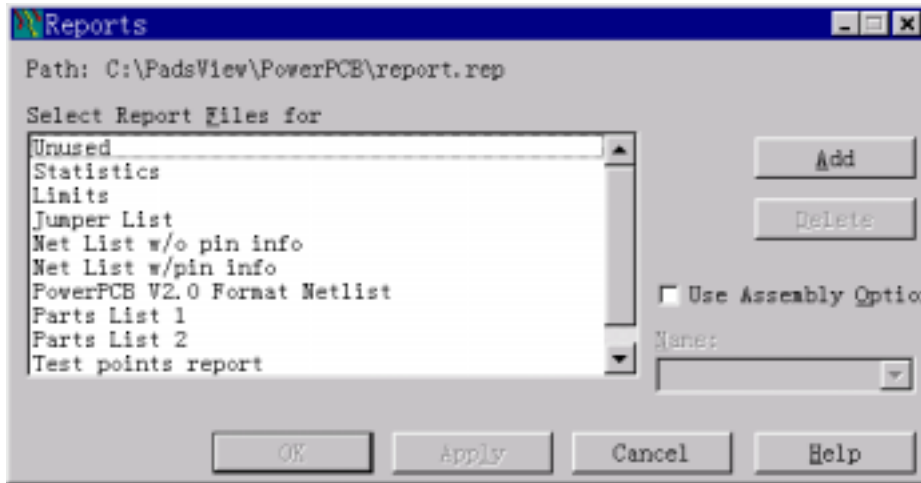 Reports
Path: C:\PadsView\PowerPCB\report.rep
Select Report Files for
Unused
Statistics
Limits
Jumper List
Net List w/o pin info
Net List w/pin info
PowerPCB V2.0 Format Netlist
Parts List 1
Parts List 2
Test points report
Add
Delete
Use Assembly Optio
Name:
OK
Apply
Cancel
Help